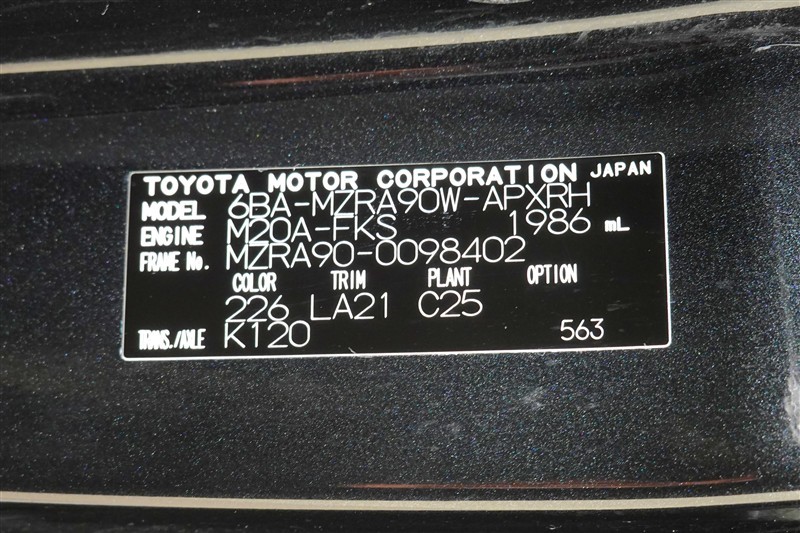 TOYOTA MOTOR CORPORATION JAPAN
MODEL 6BA-MZRA90W-APXRH
ENGINE M20A-FKS 1986 mL
FRAME No. MZRA90-0098402
COLOR TRIM PLANT OPTION
226 LA21 C25
TRANS./AXLE K120 563